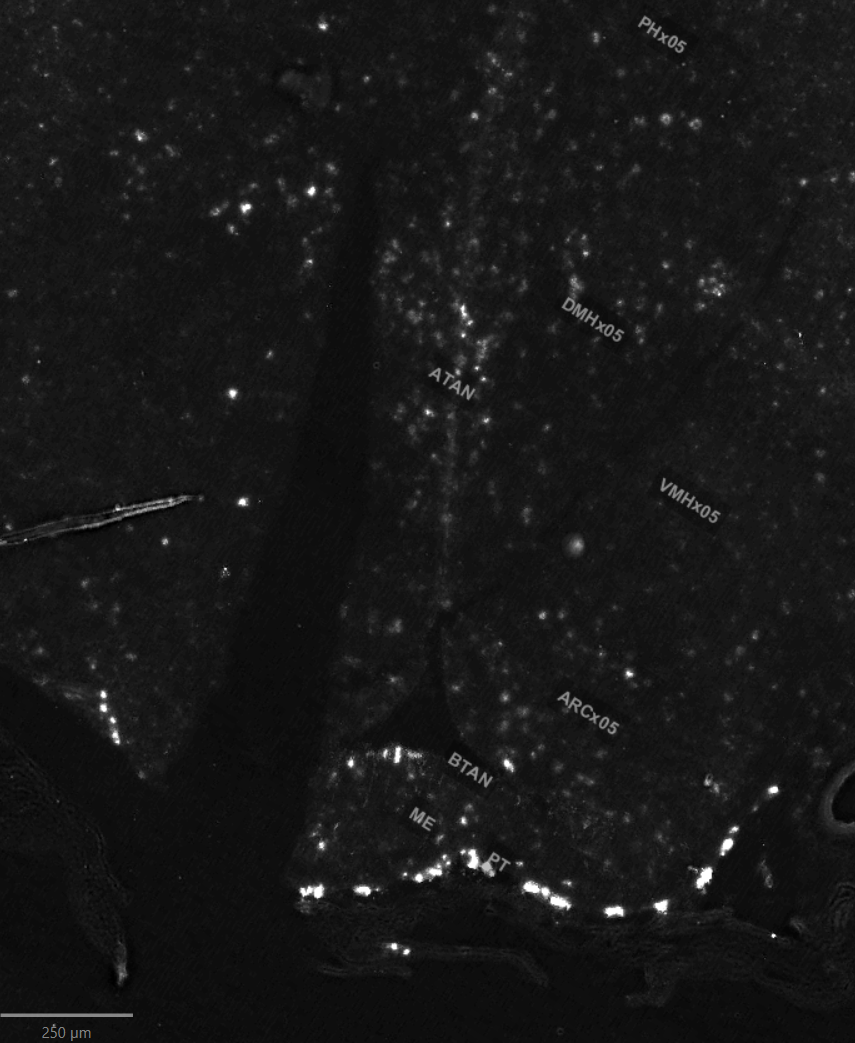 PHx05
DMHx05
ATAN
VMHx05
ARCx05
BTAN
ME
PT
250 µm